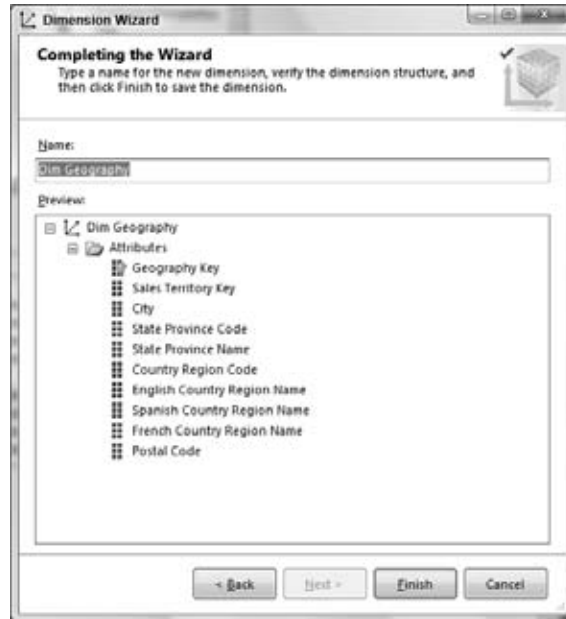 Dimension Wizard
Completing the Wizard
Type a name for the new dimension, verify the dimension structure, and
then click Finish to save the dimension.
Name:
Dim Geography
Preview:
Dim Geography
Attributes
Geography Key
Sales Territory Key
City
State Province Code
State Province Name
Country Region Code
English Country Region Name
Spanish Country Region Name
French Country Region Name
Postal Code
< Back
Next >
Finish
Cancel